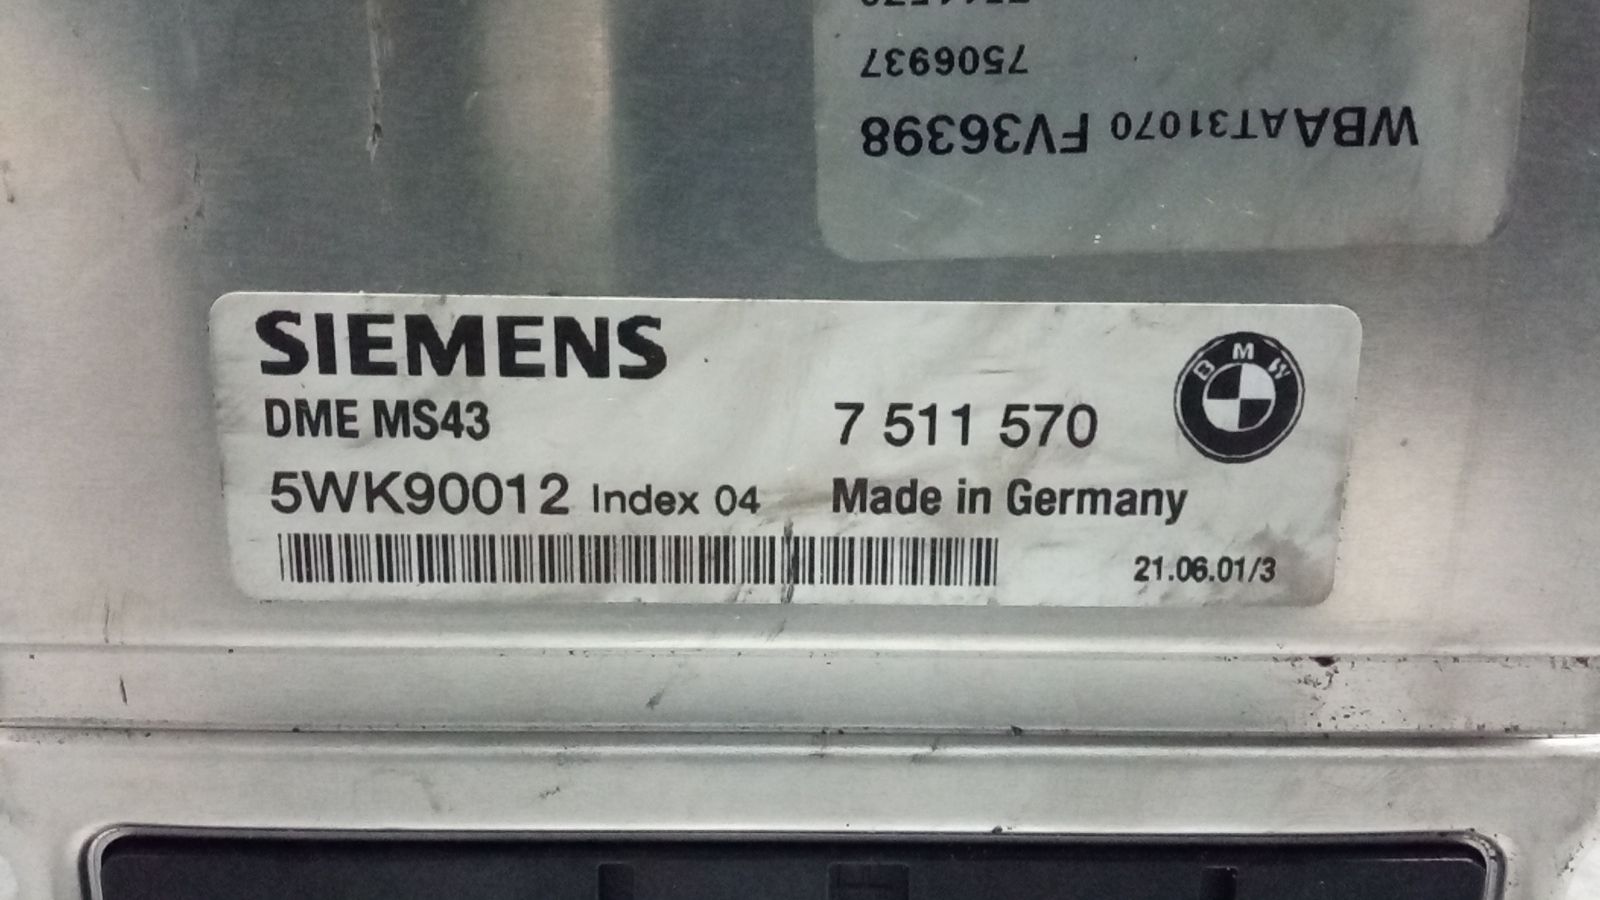 7506937
WBAAT31070 FV36398
SIEMENS
DME MS43
7 511 570
BMW
5WK90012 Index 04
Made in Germany
21.06.01/3